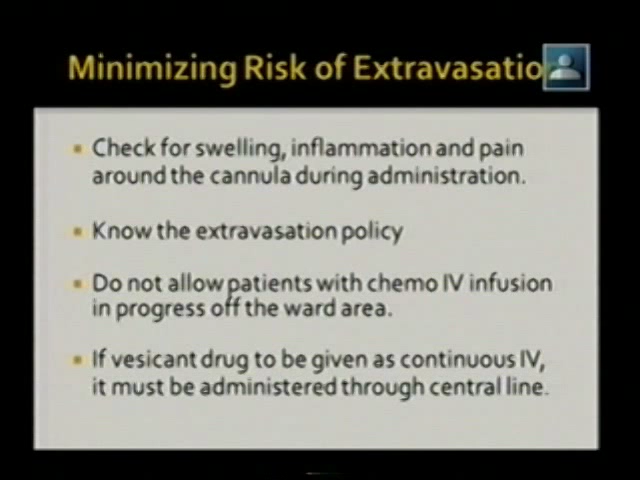 Minimizing Risk of Extravasatio
Check for swelling, inflammation and pain
around the cannula during administration.
Know the extravasation policy
Do not allow patients with chemo IV infusion
in progress off the ward area.
If vesicant drug to be given as continuous IV,
it must be administered through central line.